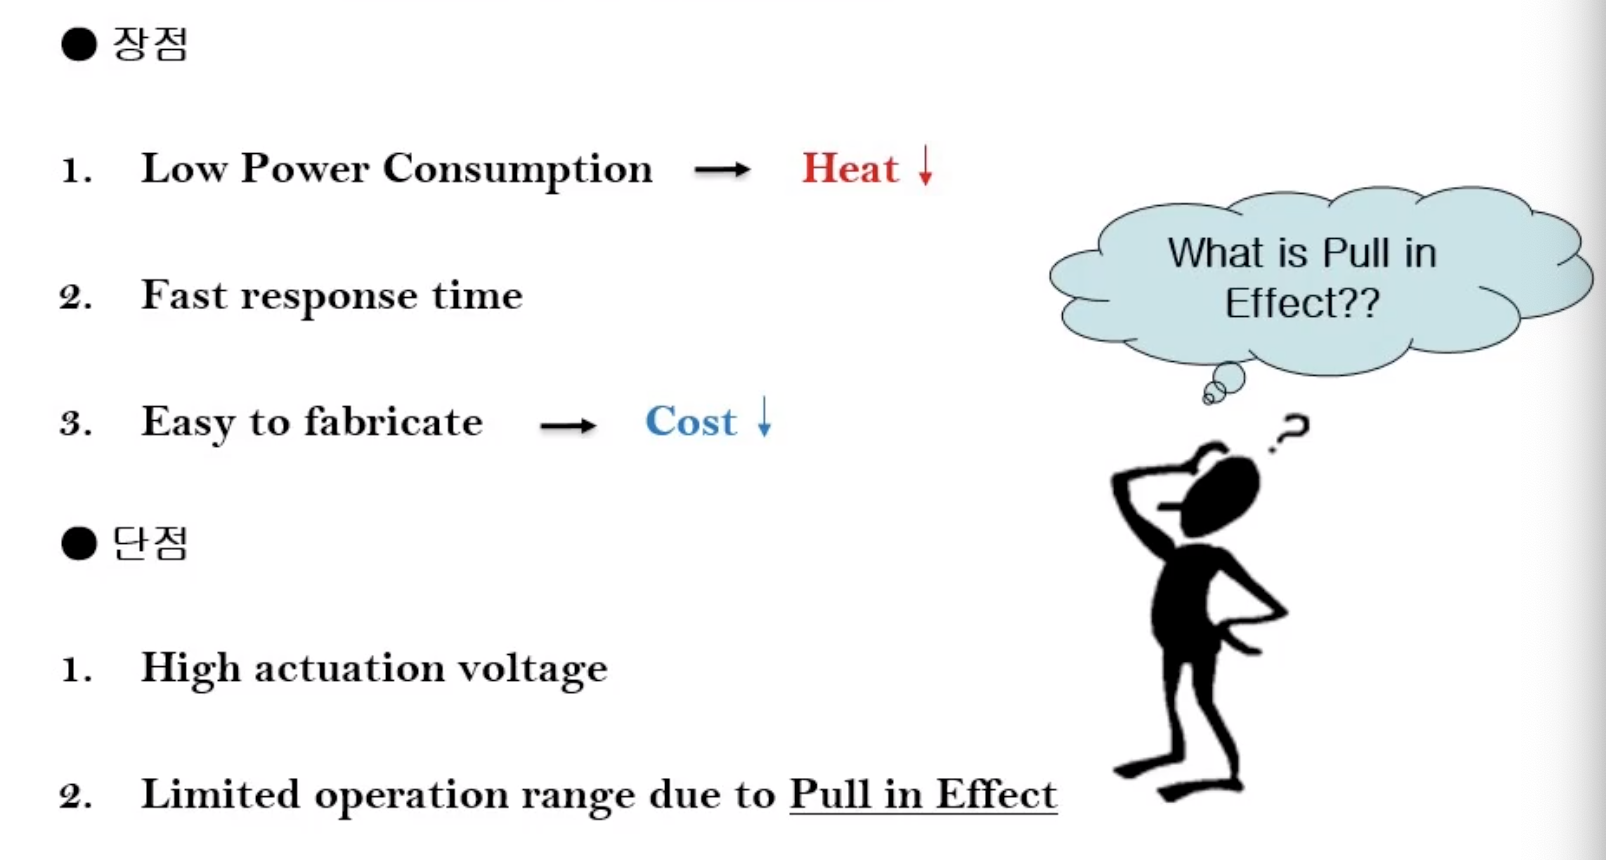 ● 장점
1. Low Power Consumption → Heat ↓
2. Fast response time
3. Easy to fabricate → Cost ↓
● 단점
1. High actuation voltage
2. Limited operation range due to Pull in Effect
What is Pull in
Effect??
?